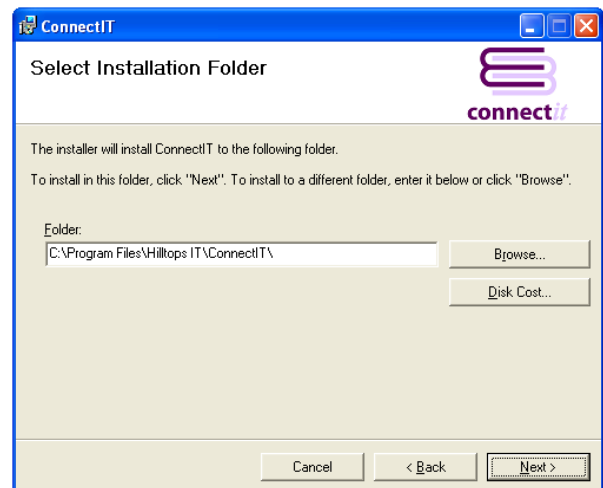 ConnectIT
Select Installation Folder
connectit
The installer will install ConnectIT to the following folder.
To install in this folder, click "Next". To install to a different folder, enter it below or click "Browse".
Folder:
C:\Program Files\Hilltops IT\ConnectIT\
Browse...
Disk Cost...
Cancel
< Back
Next >